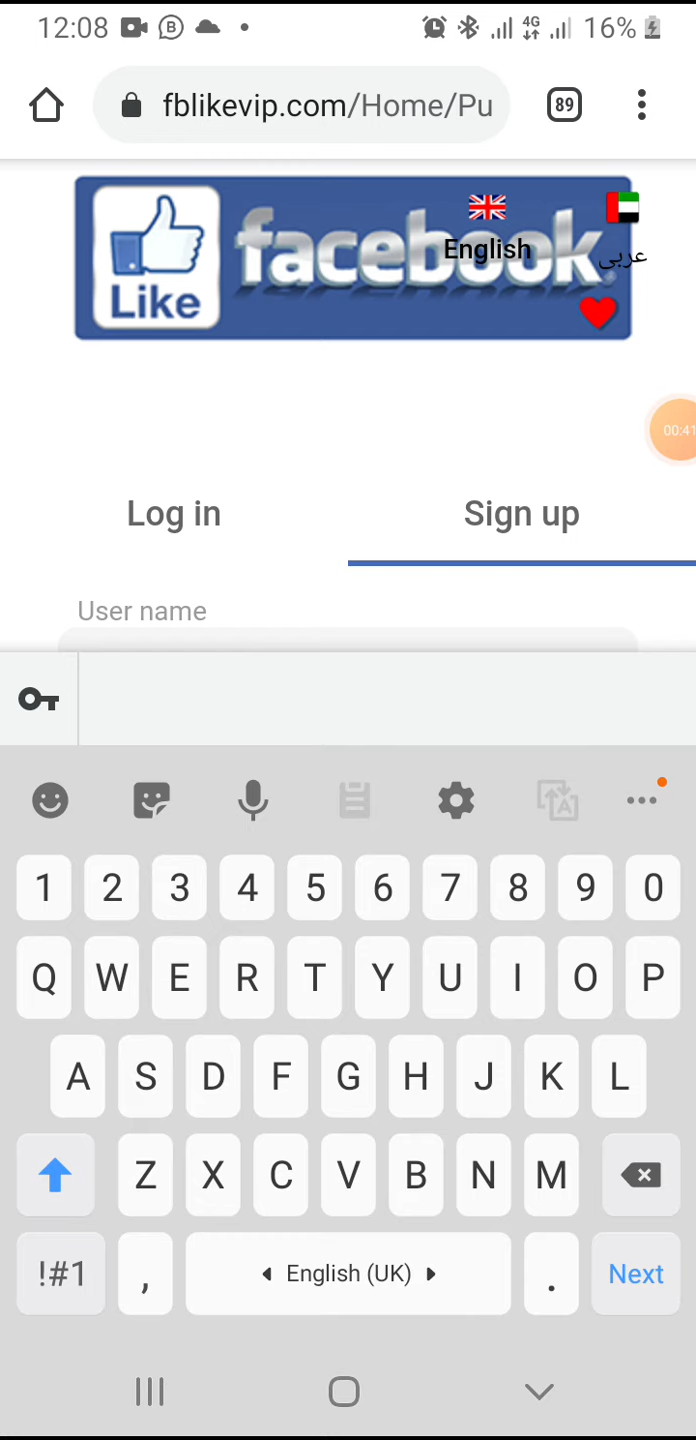 12:08 B 4G 16%
fblikevip.com/Home/Pu 89
Like facebook.
English عربى
00:41
Log in Sign up
User name
1 2 3 4 5 6 7 8 9 0
Q W E R T Y U I O P
A S D F G H J K L
Z X C V B N M
!#1 , English (UK) . Next